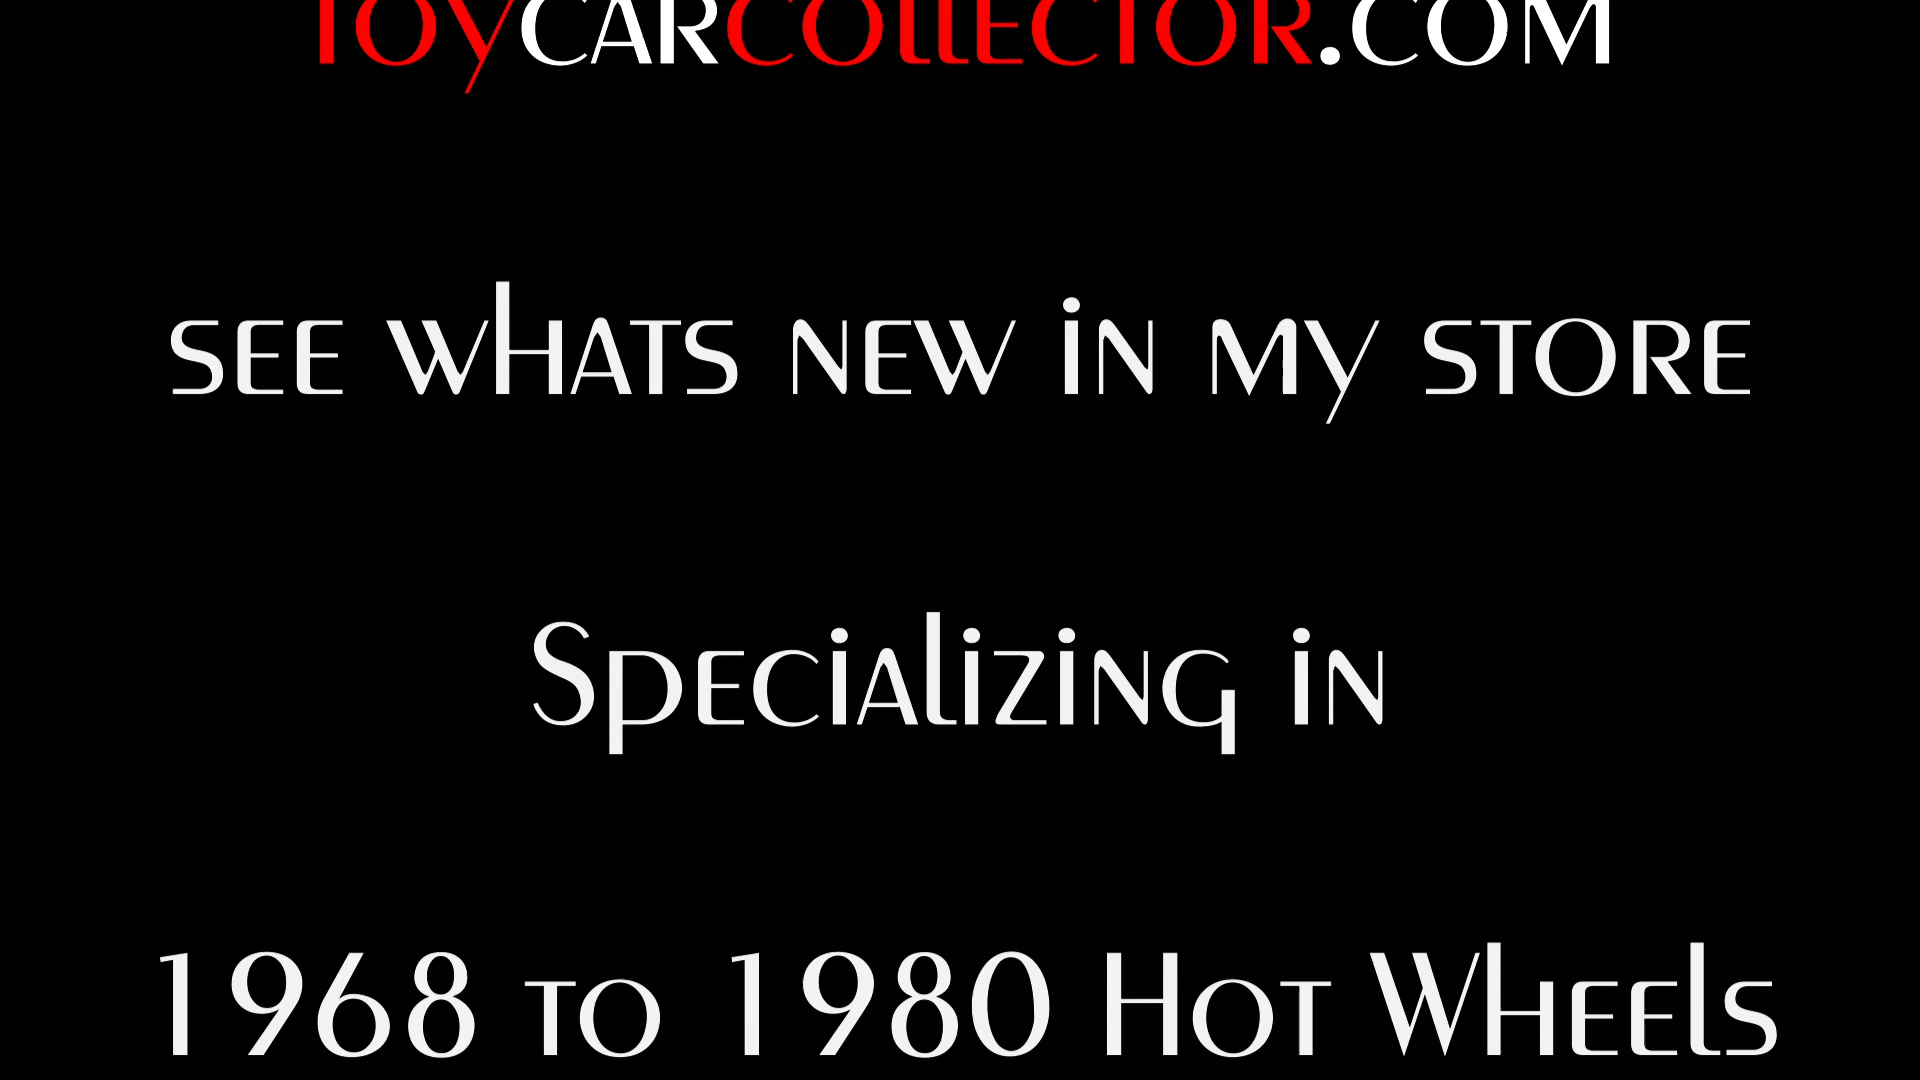 ToyCarCollector.com
see whats new in my store
Specializing in
1968 to 1980 Hot Wheels